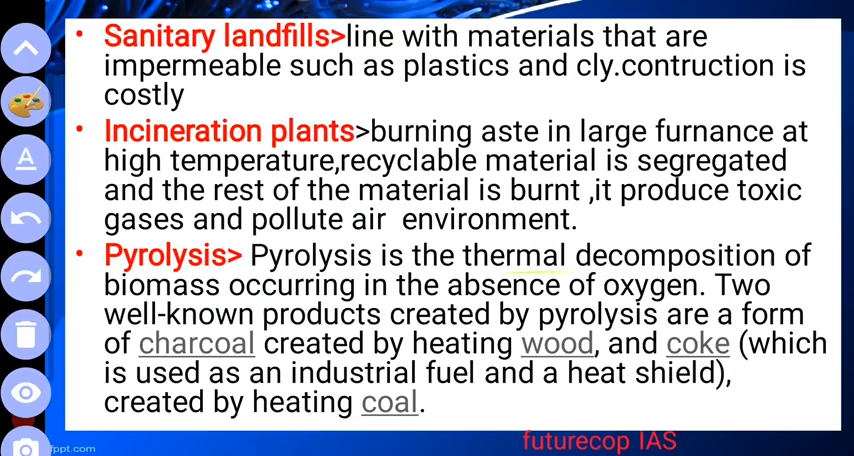 • Sanitary landfills>line with materials that are
impermeable such as plastics and cly.contruction is
costly
• Incineration plants>burning aste in large furnance at
high temperature,recyclable material is segregated
and the rest of the material is burnt ,it produce toxic
gases and pollute air environment.
• Pyrolysis> Pyrolysis is the thermal decomposition of
biomass occurring in the absence of oxygen. Two
well-known products created by pyrolysis are a form
of charcoal created by heating wood, and coke (which
is used as an industrial fuel and a heat shield),
created by heating coal.
futurecop IAS
fppt.com